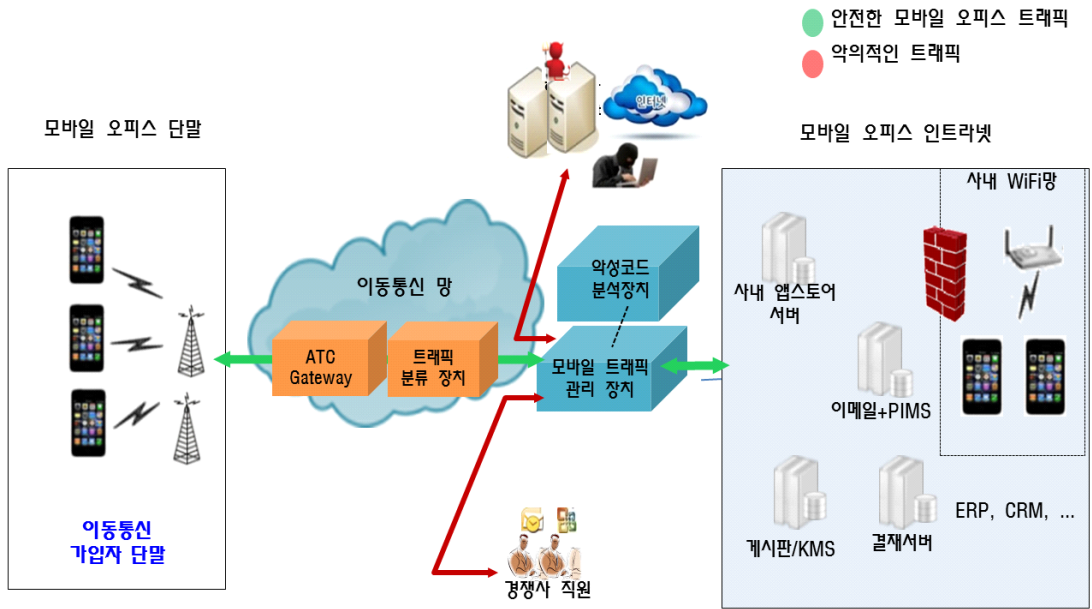 안전한 모바일 오피스 트래픽
악의적인 트래픽
모바일 오피스 단말
인터넷
모바일 오피스 인트라넷
사내 WiFi망
이동통신 망
악성코드
분석장치
사내 앱스토어
서버
ATC
Gateway
트래픽
분류 장치
모바일 트래픽
관리 장치
이메일+PIMS
이동통신
가입자 단말
게시판/KMS
결재서버
ERP, CRM, ...
경쟁사 직원